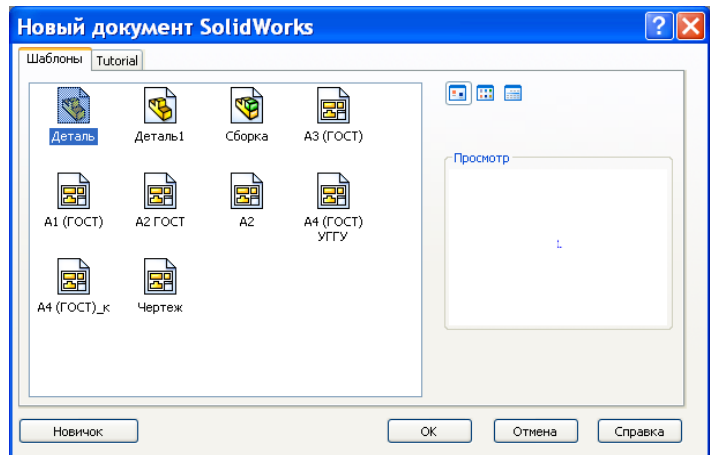 Новый документ SolidWorks
Шаблоны Tutorial
Деталь Деталь1 Сборка А3 (ГОСТ)
Просмотр
А1 (ГОСТ) А2 ГОСТ А2 А4 (ГОСТ)
УГГУ
А4 (ГОСТ)_к Чертеж
Новичок ОК Отмена Справка